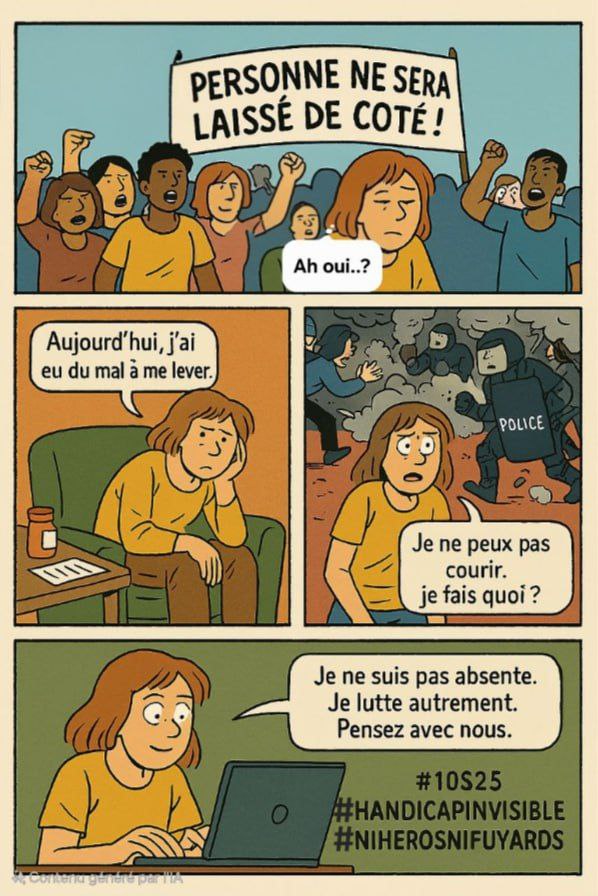 PERSONNE NE SERA
LAISSÉ DE COTÉ !
Ah oui..?
Aujourd'hui, j'ai
eu du mal à me lever.
POLICE
Je ne peux pas
courir.
je fais quoi ?
Je ne suis pas absente.
Je lutte autrement.
Pensez avec nous.
#10S25
#HANDICAPINVISIBLE
#NIHEROSNIFUYARDS
Contenu généré par l'IA